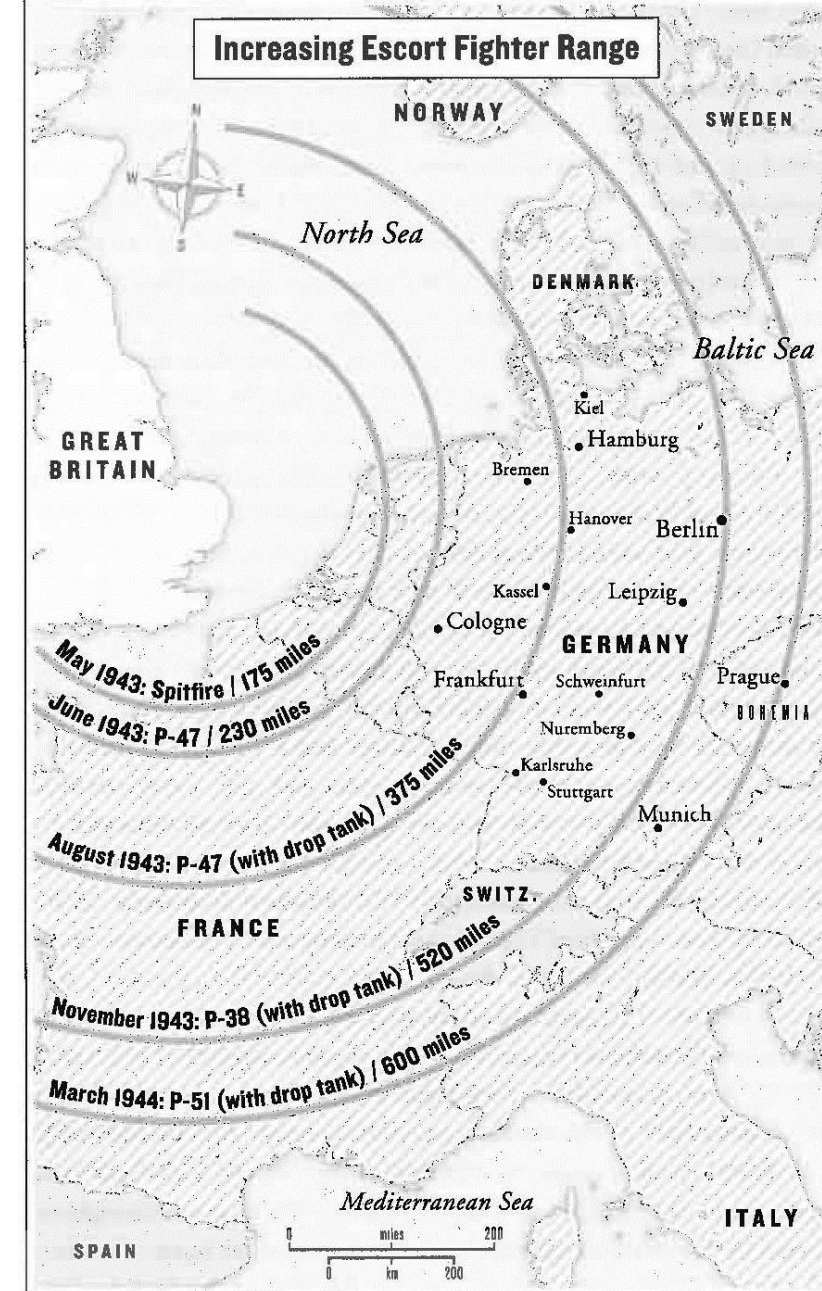 Increasing Escort Fighter Range
NORWAY
SWEDEN
N
W
E
S
North Sea
DENMARK
Baltic Sea
Kiel
Hamburg
GREAT
BRITAIN
Bremen
Hanover
Berlin
Kassel
Leipzig
Cologne
GERMANY
Frankfurt
Schweinfurt
Prague
BOHEMIA
Nuremberg
Karlsruhe
Stuttgart
Munich
May 1943: Spitfire / 175 miles
June 1943: P-47 / 230 miles
August 1943: P-47 (with drop tank) / 375 miles
SWITZ.
FRANCE
November 1943: P-38 (with drop tank) / 520 miles
March 1944: P-51 (with drop tank) / 600 miles
Mediterranean Sea
ITALY
SPAIN
0 miles 200
0 km 200